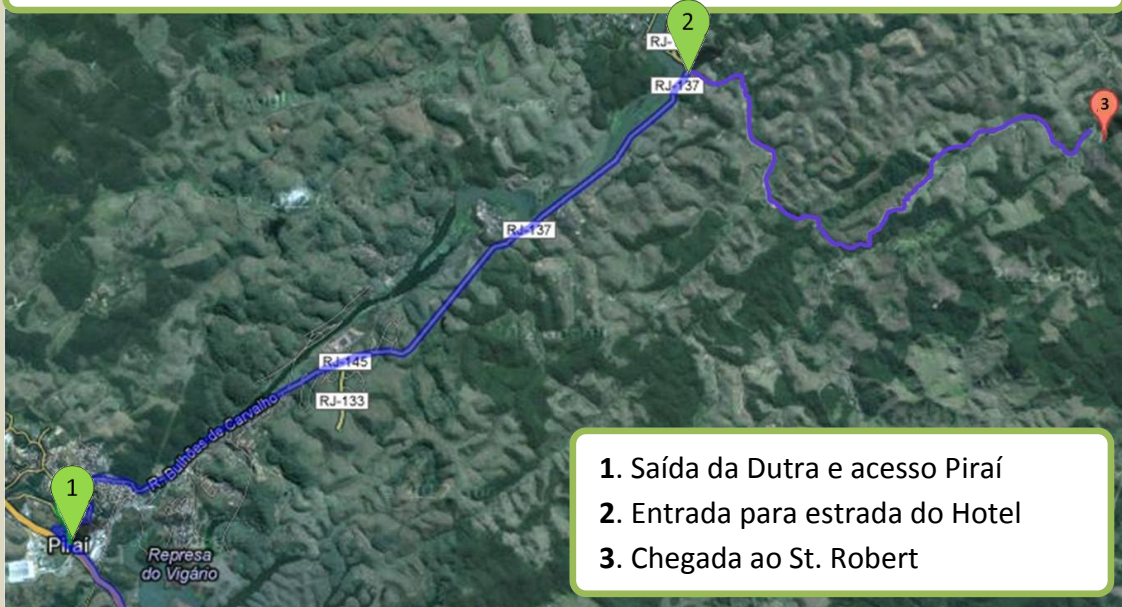 2
RJ-
RJ-137
3
RJ-137
RJ-145
RJ-133
R. Bulhões de Carvalho
1
Piraí
Represa
do Vigário
1. Saída da Dutra e acesso Piraí
2. Entrada para estrada do Hotel
3. Chegada ao St. Robert